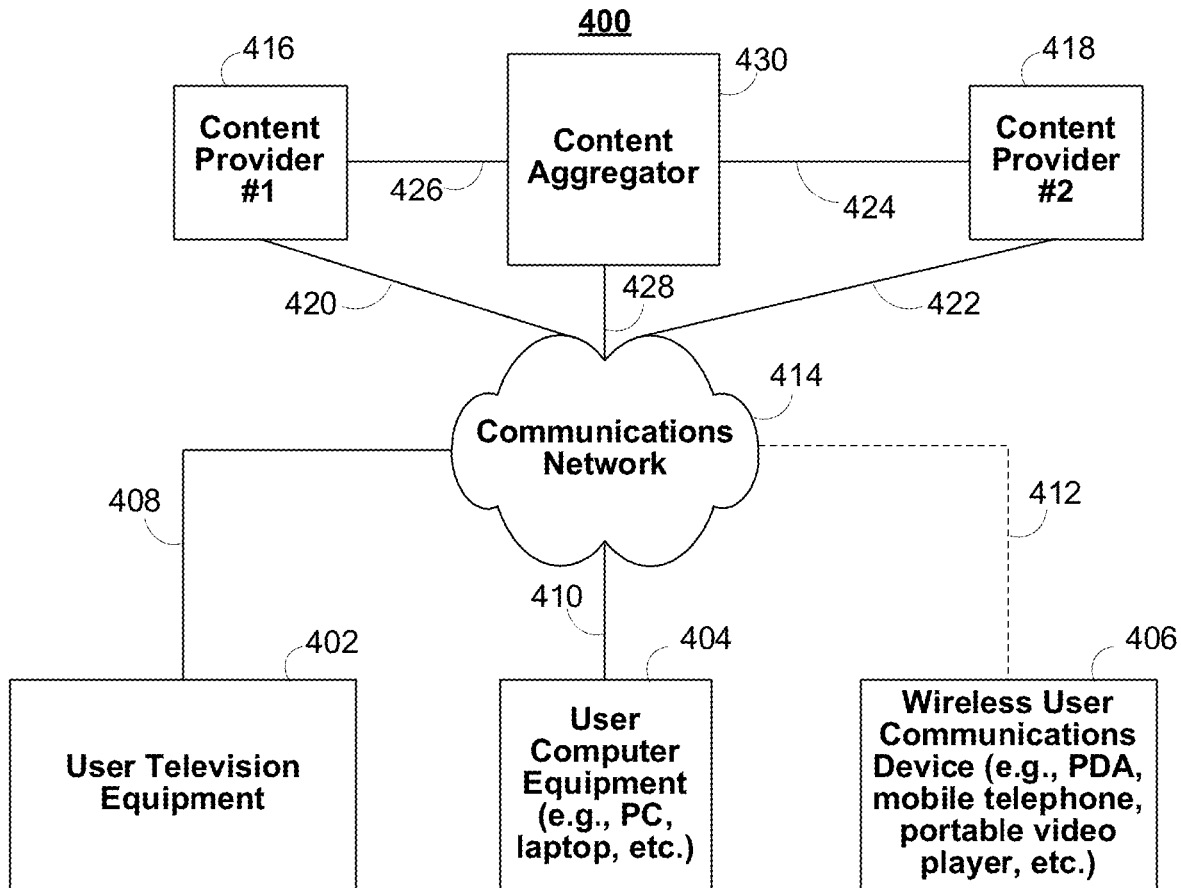 400
416
430
418
Content
Provider
#1
Content
Aggregator
Content
Provider
#2
426
424
420
428
422
414
Communications
Network
408
412
410
402
404
406
User Television
Equipment
User
Computer
Equipment
(e.g., PC,
laptop, etc.)
Wireless User
Communications
Device (e.g., PDA,
mobile telephone,
portable video
player, etc.)